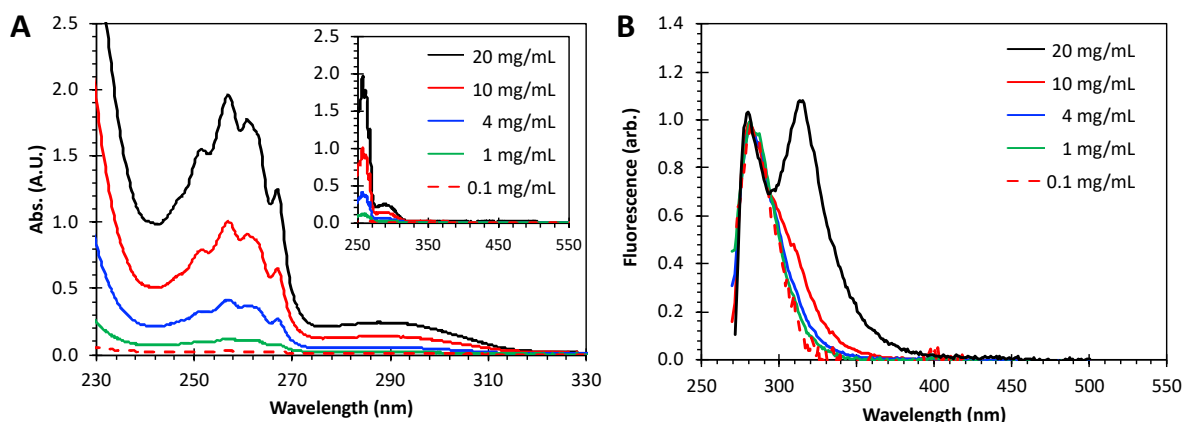 A
Abs. (A.U.)
2.5
2.0
1.5
1.0
0.5
0.0
230 250 270 290 310 330
Wavelength (nm)
2.5
2.0
1.5
1.0
0.5
0.0
250 350 450 550
20 mg/mL
10 mg/mL
4 mg/mL
1 mg/mL
0.1 mg/mL
B
Fluorescence (arb.)
1.4
1.2
1.0
0.8
0.6
0.4
0.2
0.0
250 300 350 400 450 500 550
Wavelength (nm)
20 mg/mL
10 mg/mL
4 mg/mL
1 mg/mL
0.1 mg/mL